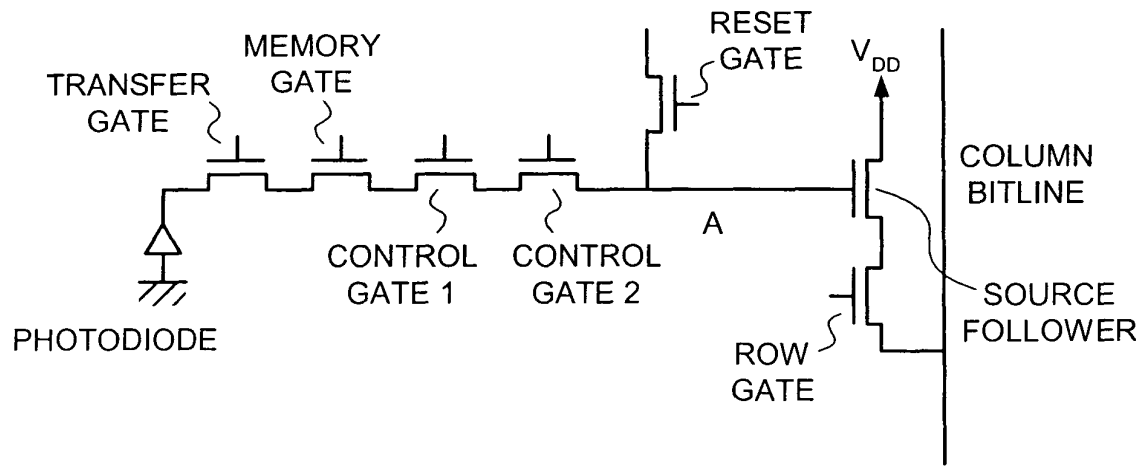 RESET
GATE
MEMORY
GATE
TRANSFER
GATE
V_DD
COLUMN
BITLINE
A
CONTROL
GATE 1
CONTROL
GATE 2
SOURCE
FOLLOWER
PHOTODIODE
ROW
GATE